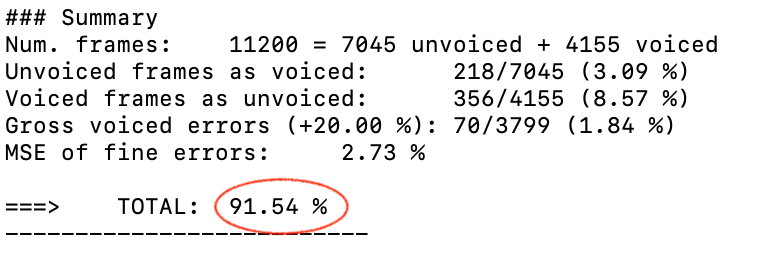 ### Summary
Num. frames:    11200 = 7045 unvoiced + 4155 voiced
Unvoiced frames as voiced:      218/7045 (3.09 %)
Voiced frames as unvoiced:      356/4155 (8.57 %)
Gross voiced errors (+20.00 %): 70/3799 (1.84 %)
MSE of fine errors:     2.73 %
===>    TOTAL:  91.54 %
--------------------------